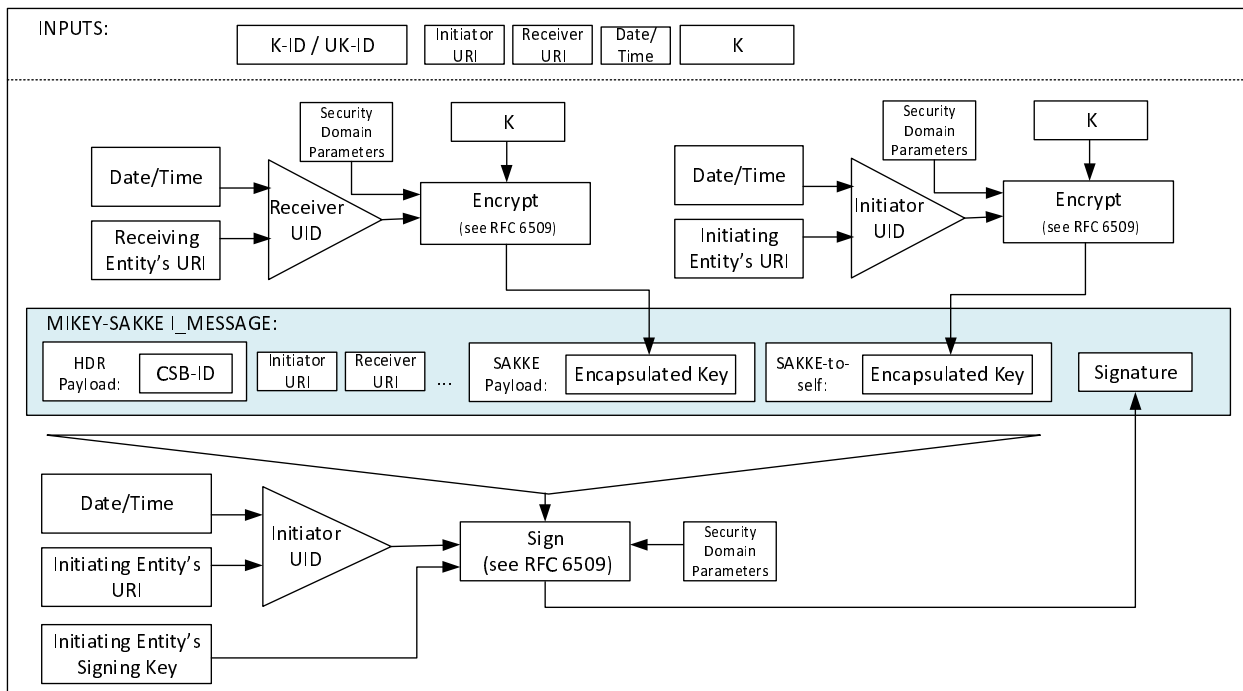 INPUTS:
K-ID / UK-ID
Initiator
URI
Receiver
URI
Date/
Time
K
Security
Domain
Parameters
K
Date/Time
Receiving
Entity's URI
Receiver
UID
Encrypt
(see RFC 6509)
Security
Domain
Parameters
K
Date/Time
Initiating
Entity's URI
Initiator
UID
Encrypt
(see RFC 6509)
MIKEY-SAKKE I_MESSAGE:
HDR
Payload:
CSB-ID
Initiator
URI
Receiver
URI
...
SAKKE
Payload:
Encapsulated Key
SAKKE-to-
self:
Encapsulated Key
Signature
Date/Time
Initiating Entity's
URI
Initiator
UID
Sign
(see RFC 6509)
Security
Domain
Parameters
Initiating Entity's
Signing Key